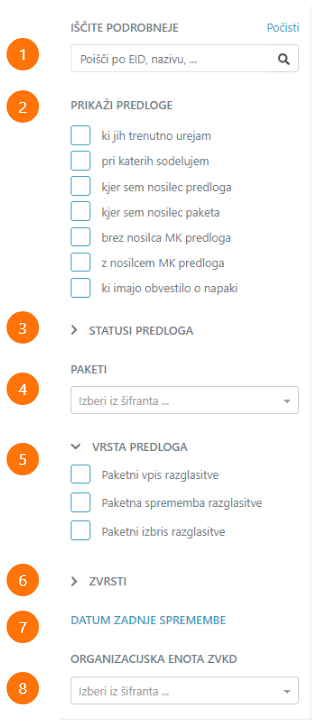 IŠČITE PODROBNEJE Počisti
1 Poišči po EID, nazivu, ...
2 PRIKAŽI PREDLOGE
ki jih trenutno urejam
pri katerih sodelujem
kjer sem nosilec predloga
kjer sem nosilec paketa
brez nosilca MK predloga
z nosilcem MK predloga
ki imajo obvestilo o napaki
3 STATUSI PREDLOGA
PAKETI
4 Izberi iz šifranta ...
5 VRSTA PREDLOGA
Paketni vpis razglasitve
Paketna sprememba razglasitve
Paketni izbris razglasitve
6 ZVRSTI
7 DATUM ZADNJE SPREMEMBE
ORGANIZACIJSKA ENOTA ZVKD
8 Izberi iz šifranta ...